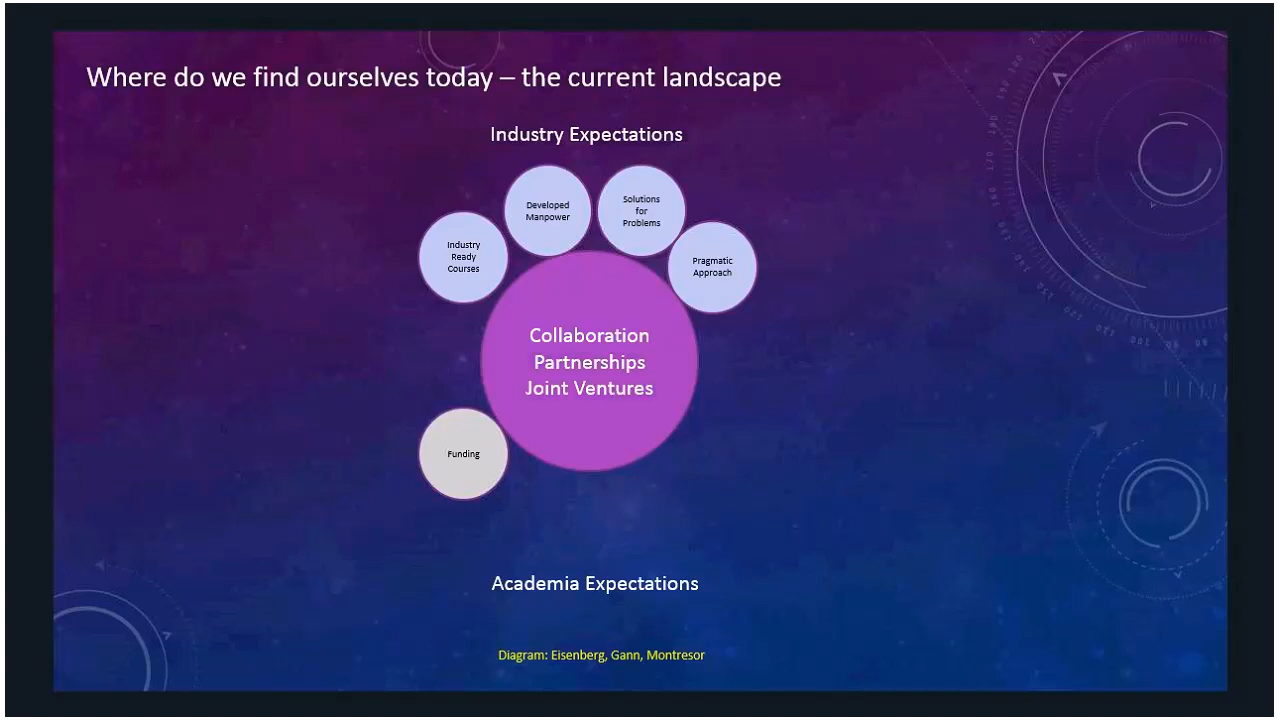 Where do we find ourselves today – the current landscape
Industry Expectations
Developed
Manpower
Solutions
for
Problems
Industry
Ready
Courses
Pragmatic
Approach
Collaboration
Partnerships
Joint Ventures
Funding
Academia Expectations
Diagram: Eisenberg, Gann, Montresor